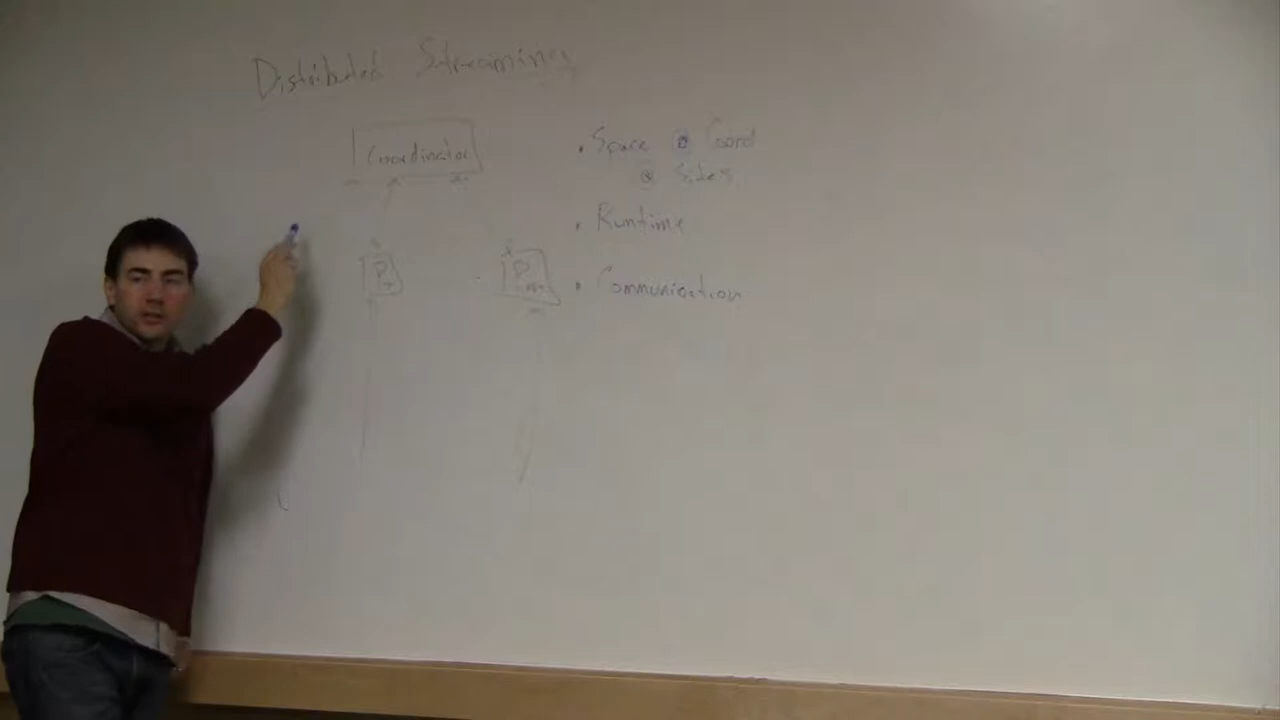 Distributed Streaming
Coordinator
• Space @ Coord
@ Sites
• Runtime
P
P
• Communication